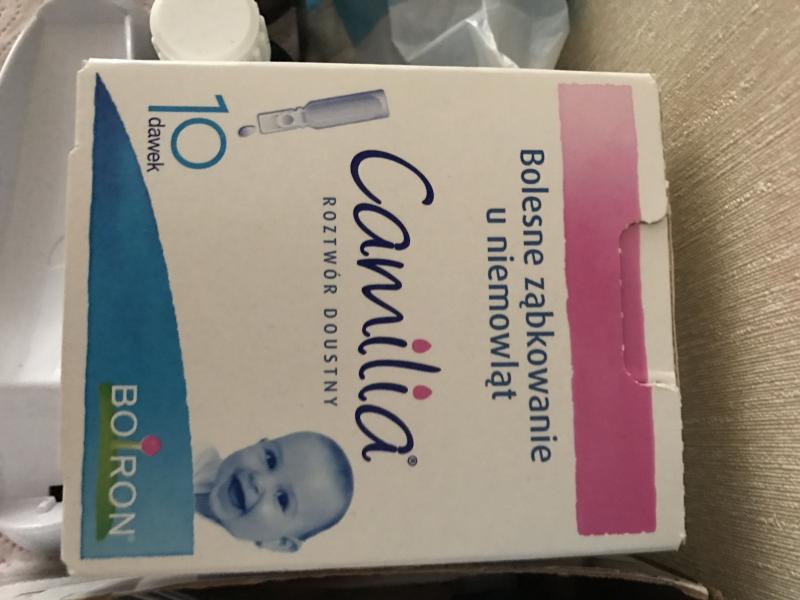 Bolesne ząbkowanie
u niemowląt
Camilia®
ROZTWÓR DOUSTNY
10
dawek
BOIRON®